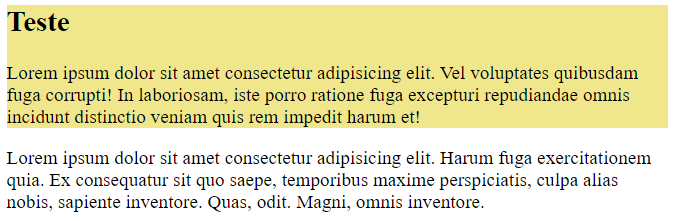 Teste
Lorem ipsum dolor sit amet consectetur adipisicing elit. Vel voluptates quibusdam
fuga corrupti! In laboriosam, iste porro ratione fuga excepturi repudiandae omnis
incidunt distinctio veniam quis rem impedit harum et!
Lorem ipsum dolor sit amet consectetur adipisicing elit. Harum fuga exercitationem
quia. Ex consequatur sit quo saepe, temporibus maxime perspiciatis, culpa alias
nobis, sapiente inventore. Quas, odit. Magni, omnis inventore.